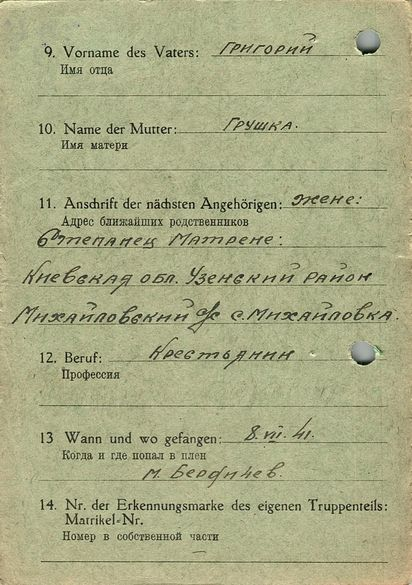 9. Vorname des Vaters: ГРИГОРИЙ
Имя отца
10. Name der Mutter: ГРУШКА.
Имя матери
11. Anschrift der nächsten Angehörigen: жене:
Адрес ближайших родственников
Степанец Матрене:
Киевская обл. Узенский район
Михайловский с/с с. Михайловка.
12. Beruf: Крестьянин
Профессия
13 Wann und wo gefangen: 8. VII. 41.
Когда и где попал в плен
м. Бердичев.
14. Nr. der Erkennungsmarke des eigenen Truppenteils:
Matrikel-Nr.
Номер в собственной части